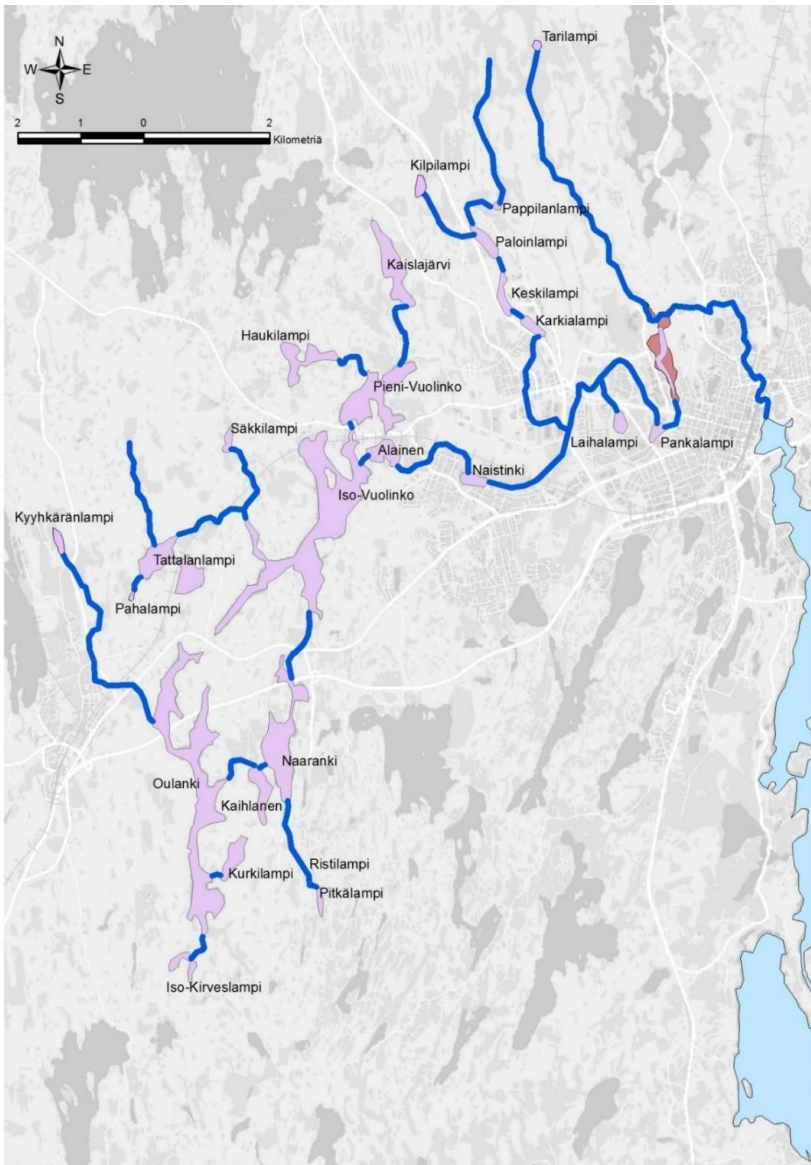 Tarilampi
N
W
E
S
2
1
0
2
Kilometriä
Kilpilampi
Pappilanlampi
Paloinlampi
Kaislajärvi
Keskilampi
Karkialampi
Haukilampi
Pieni-Vuolinko
Säkkilampi
Alainen
Laihalampi
Pankalampi
Naistinki
Iso-Vuolinko
Kyyhkäränlampi
Tattalanlampi
Pahalampi
Naaranki
Oulanki
Kaihlanen
Ristilampi
Kurkilampi
Pitkälampi
Iso-Kirveslampi